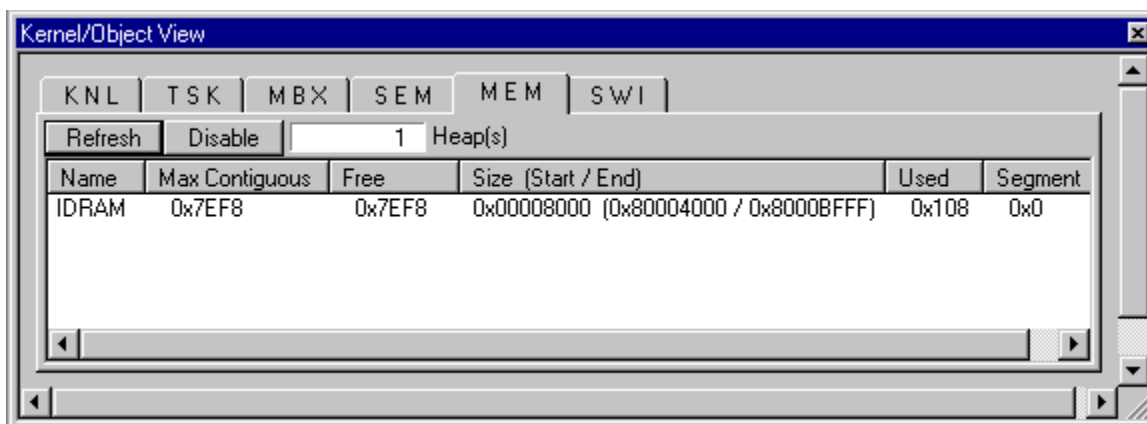 Kernel/Object View
KNL TSK MBX SEM MEM SWI
Refresh Disable 1 Heap(s)
Name Max Contiguous Free Size (Start / End) Used Segment
IDRAM 0x7EF8 0x7EF8 0x00008000 (0x80004000 / 0x8000BFFF) 0x108 0x0